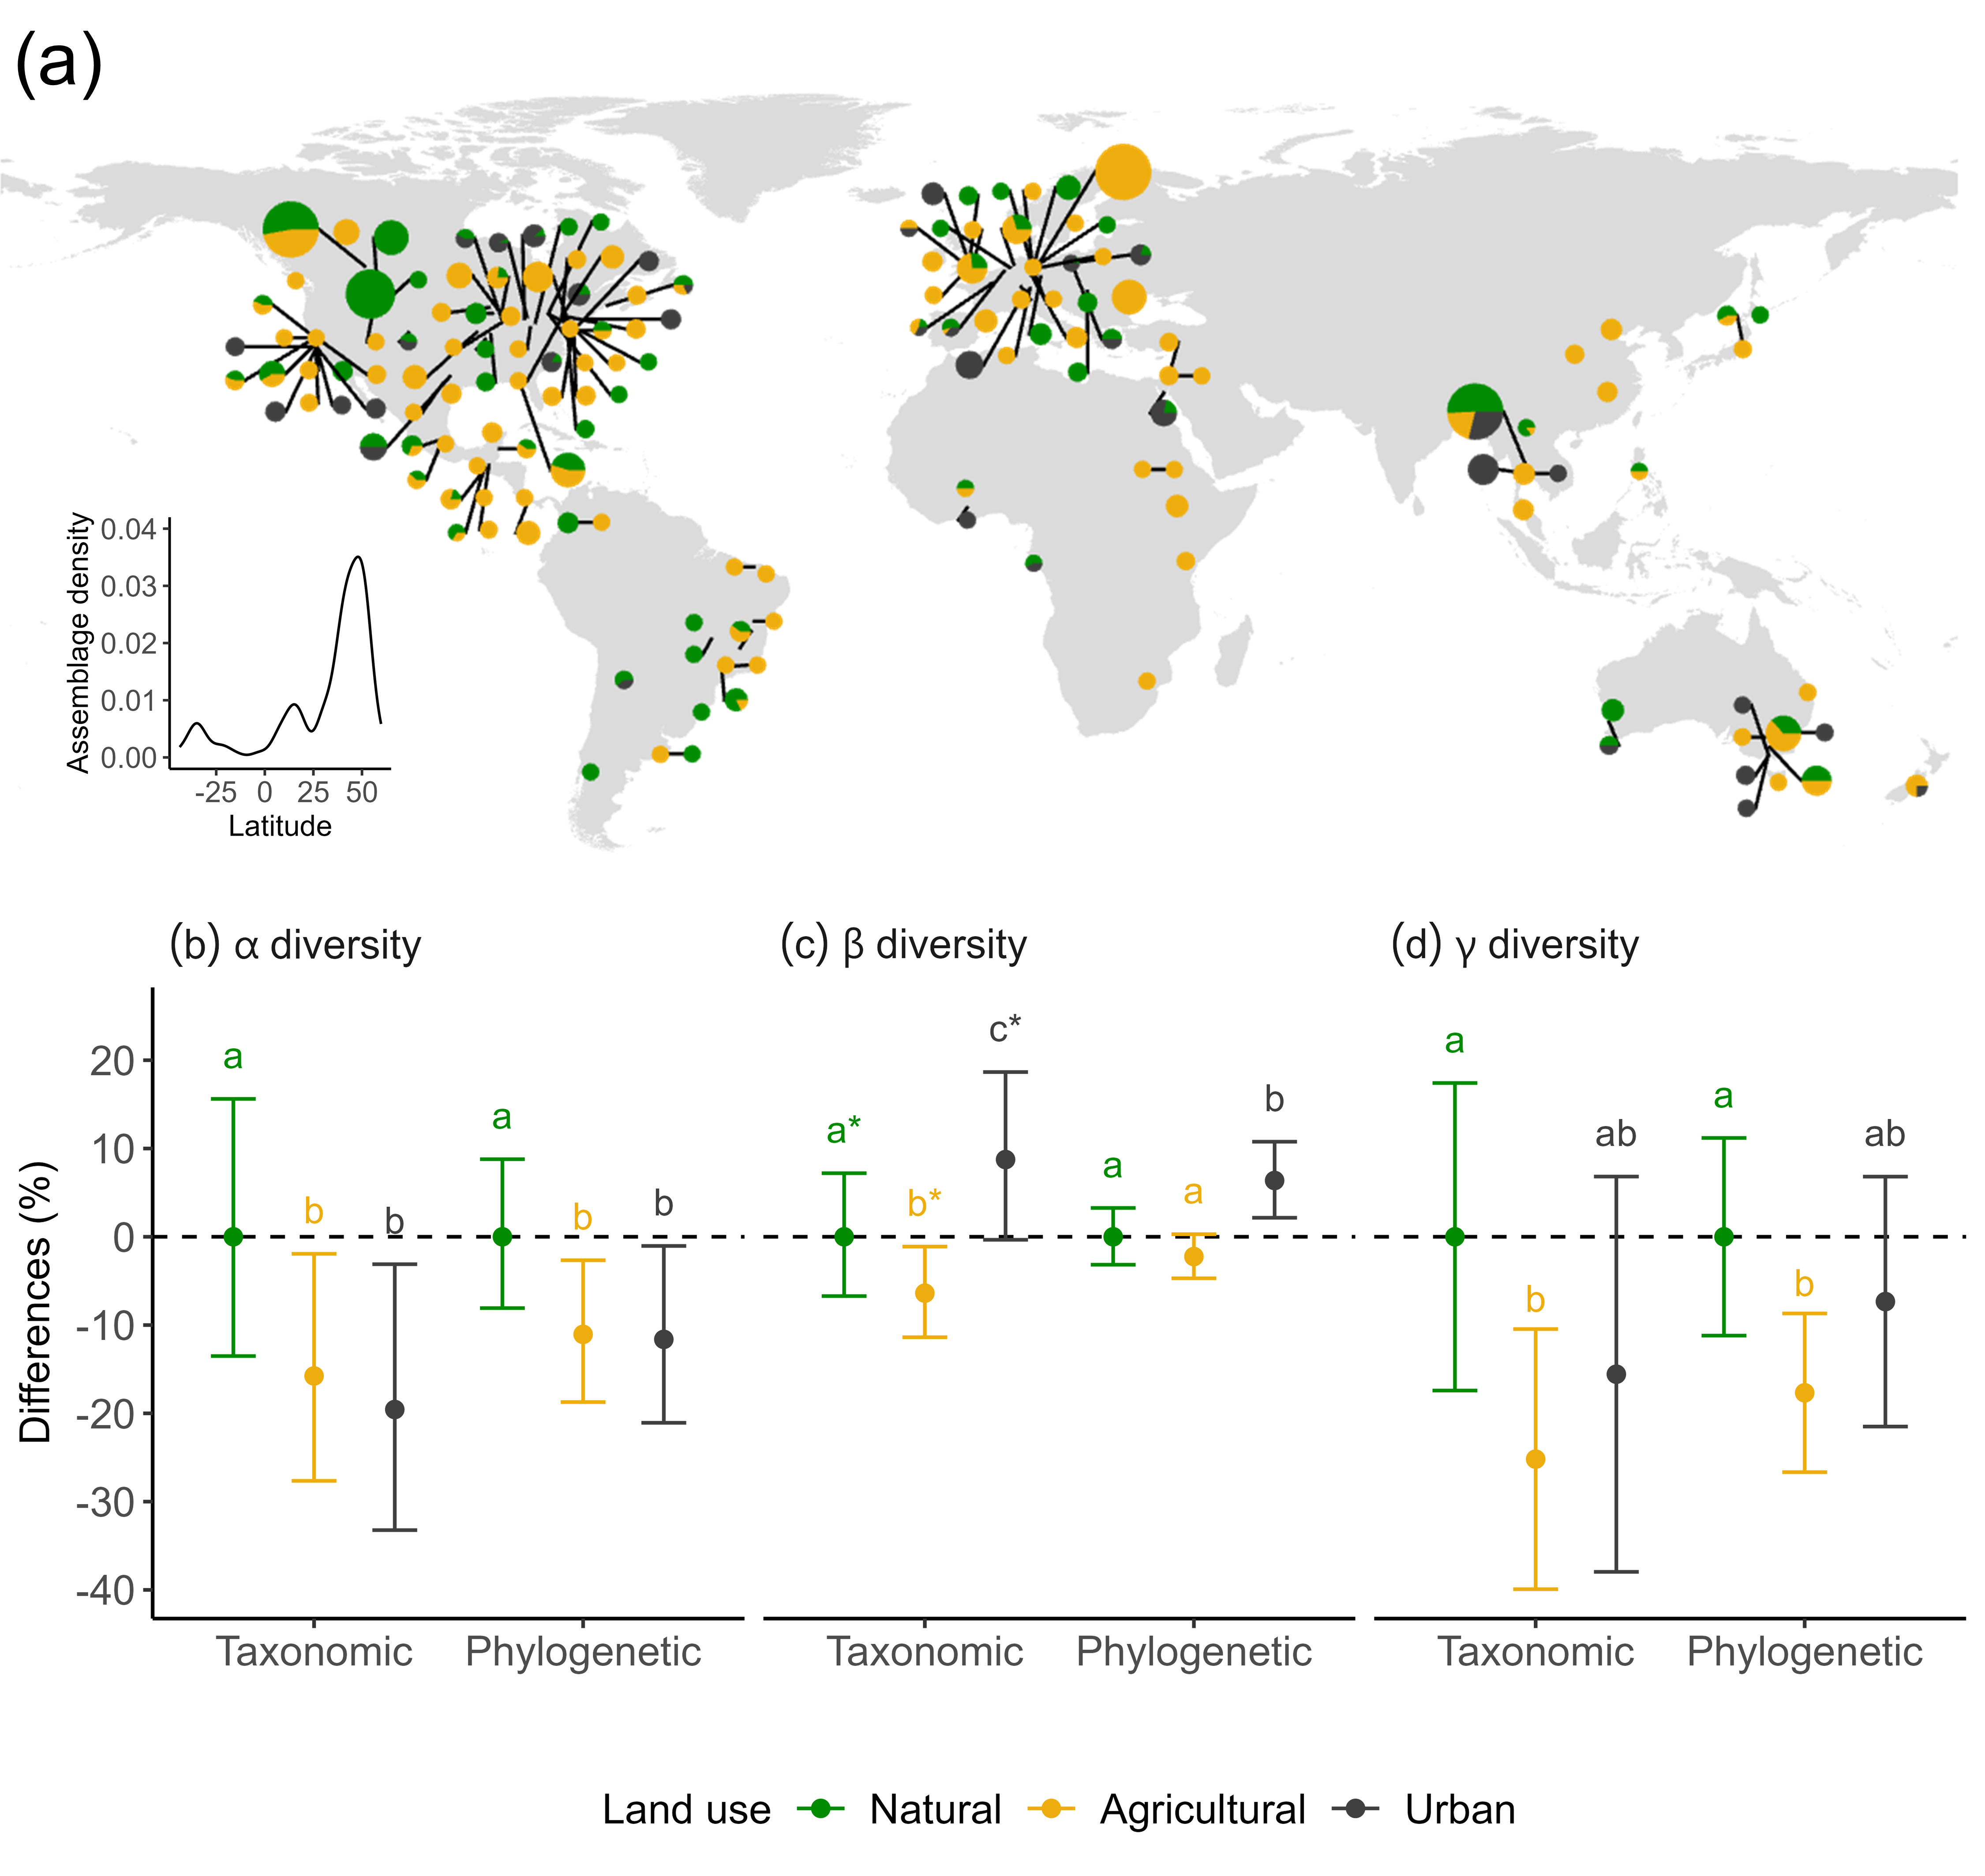 (a)
Assemblage density
0.04
0.03
0.02
0.01
0.00
-25 0 25 50
Latitude
(b) α diversity (c) β diversity (d) γ diversity
Differences (%)
20
10
0
-10
-20
-30
-40
a b b a b b
a* b* c* a a b
a b ab a b ab
Taxonomic Phylogenetic Taxonomic Phylogenetic Taxonomic Phylogenetic
Land use Natural Agricultural Urban